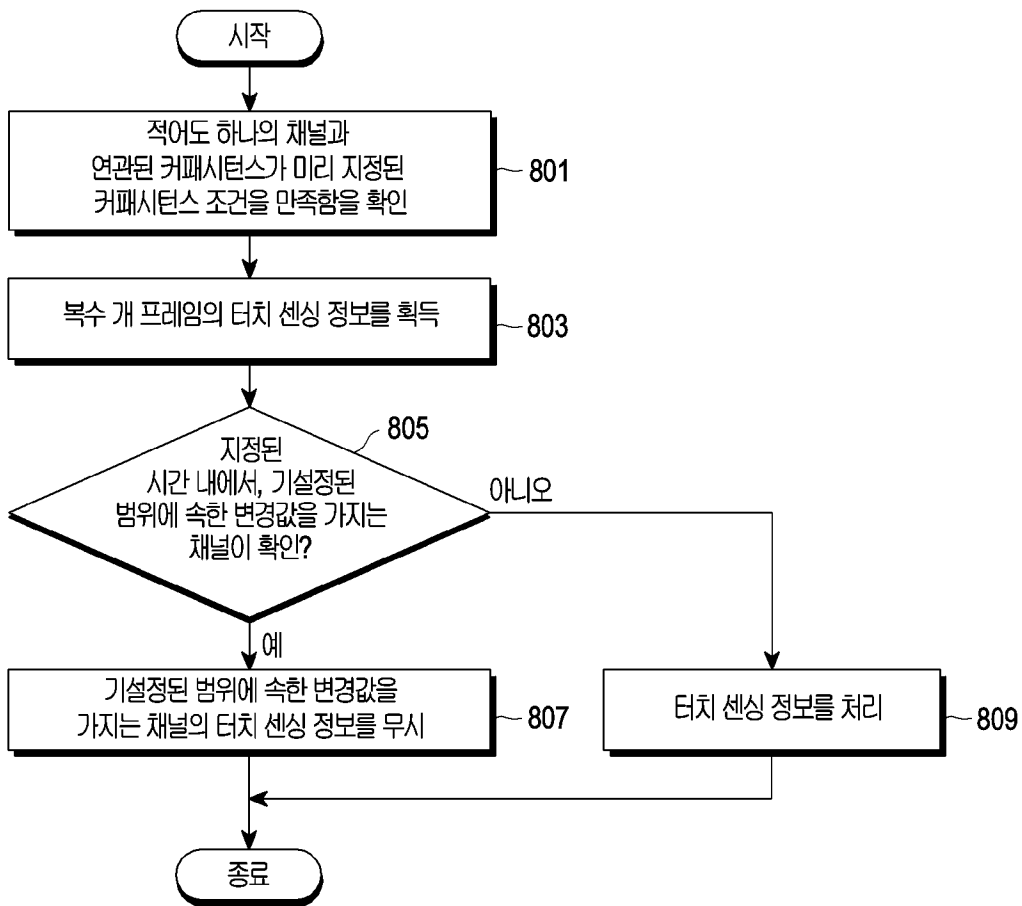 시작
적어도 하나의 채널과
연관된 커패시턴스가 미리 지정된
커패시턴스 조건을 만족함을 확인
801
복수 개 프레임의 터치 센싱 정보를 획득
803
지정된
시간 내에서, 기설정된
범위에 속한 변경값을 가지는
채널이 확인?
805
아니오
예
기설정된 범위에 속한 변경값을
가지는 채널의 터치 센싱 정보를 무시
807
터치 센싱 정보를 처리
809
종료